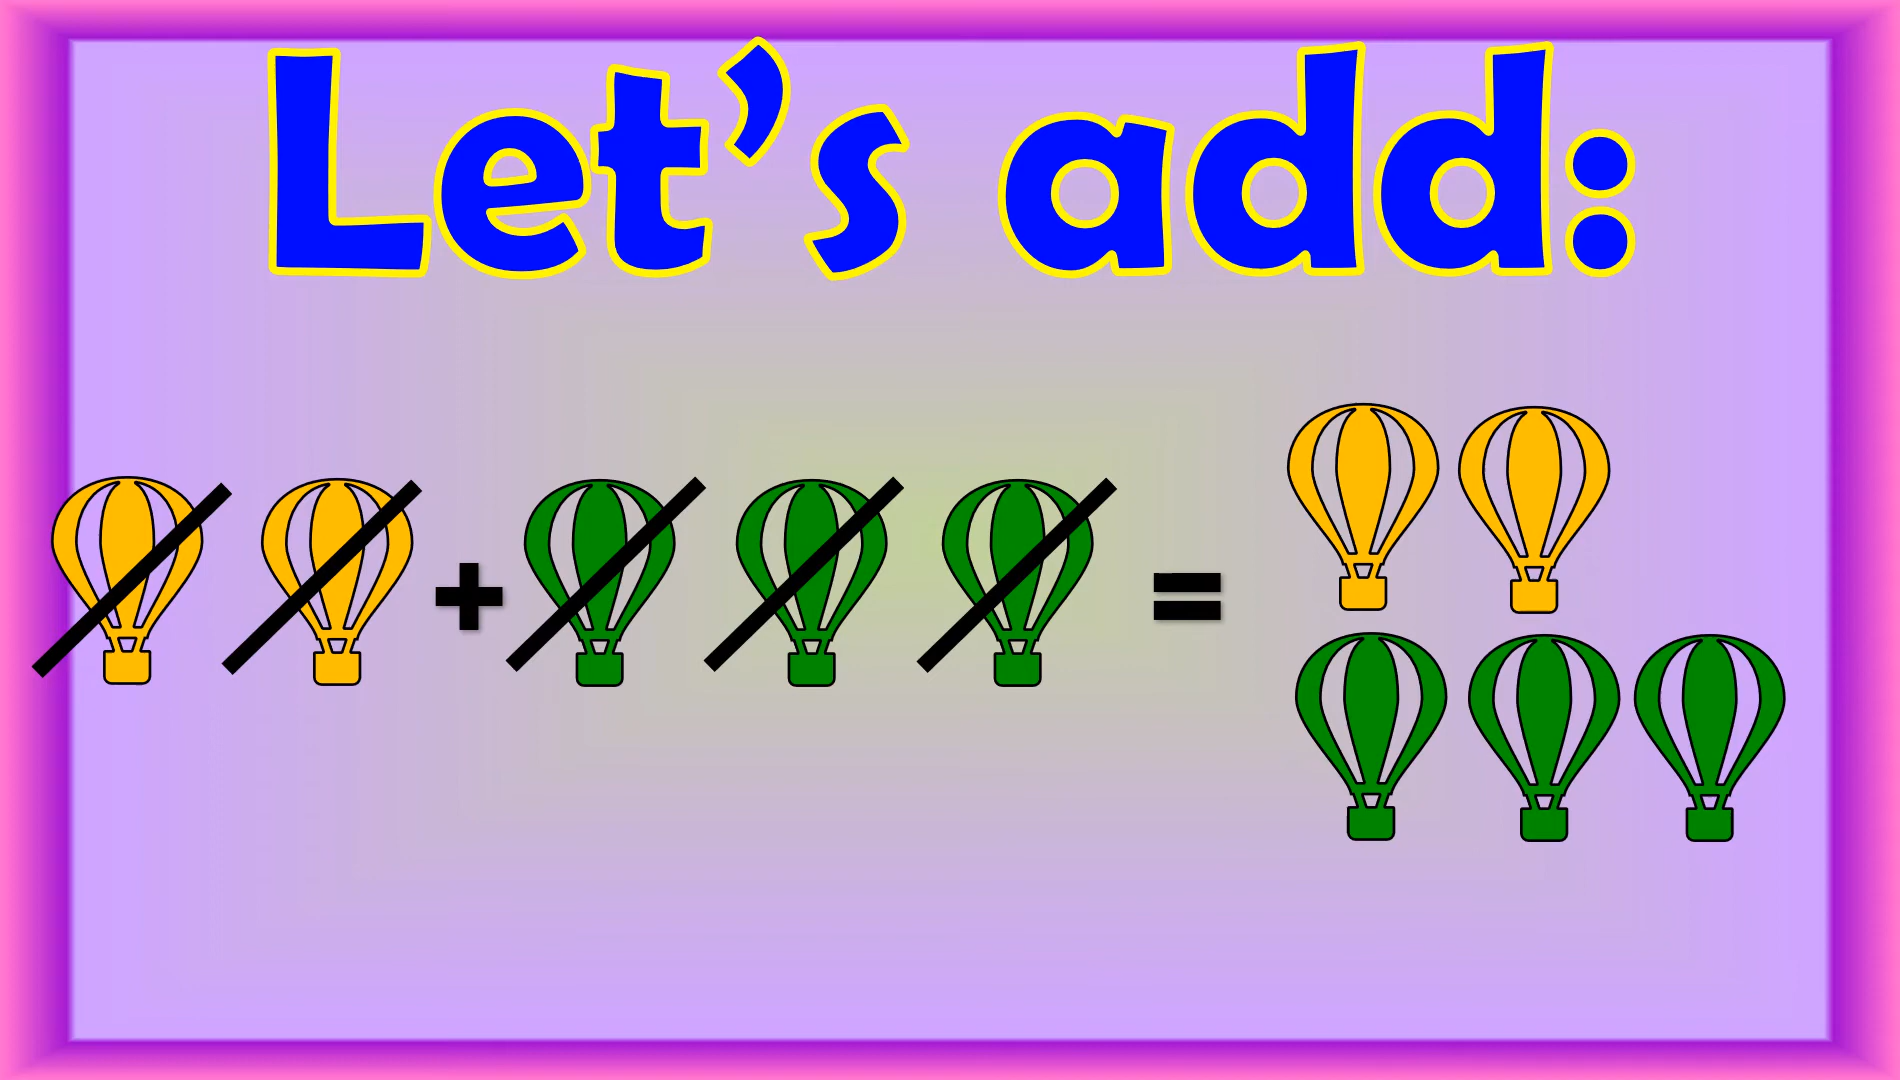 Let's add:
+ =